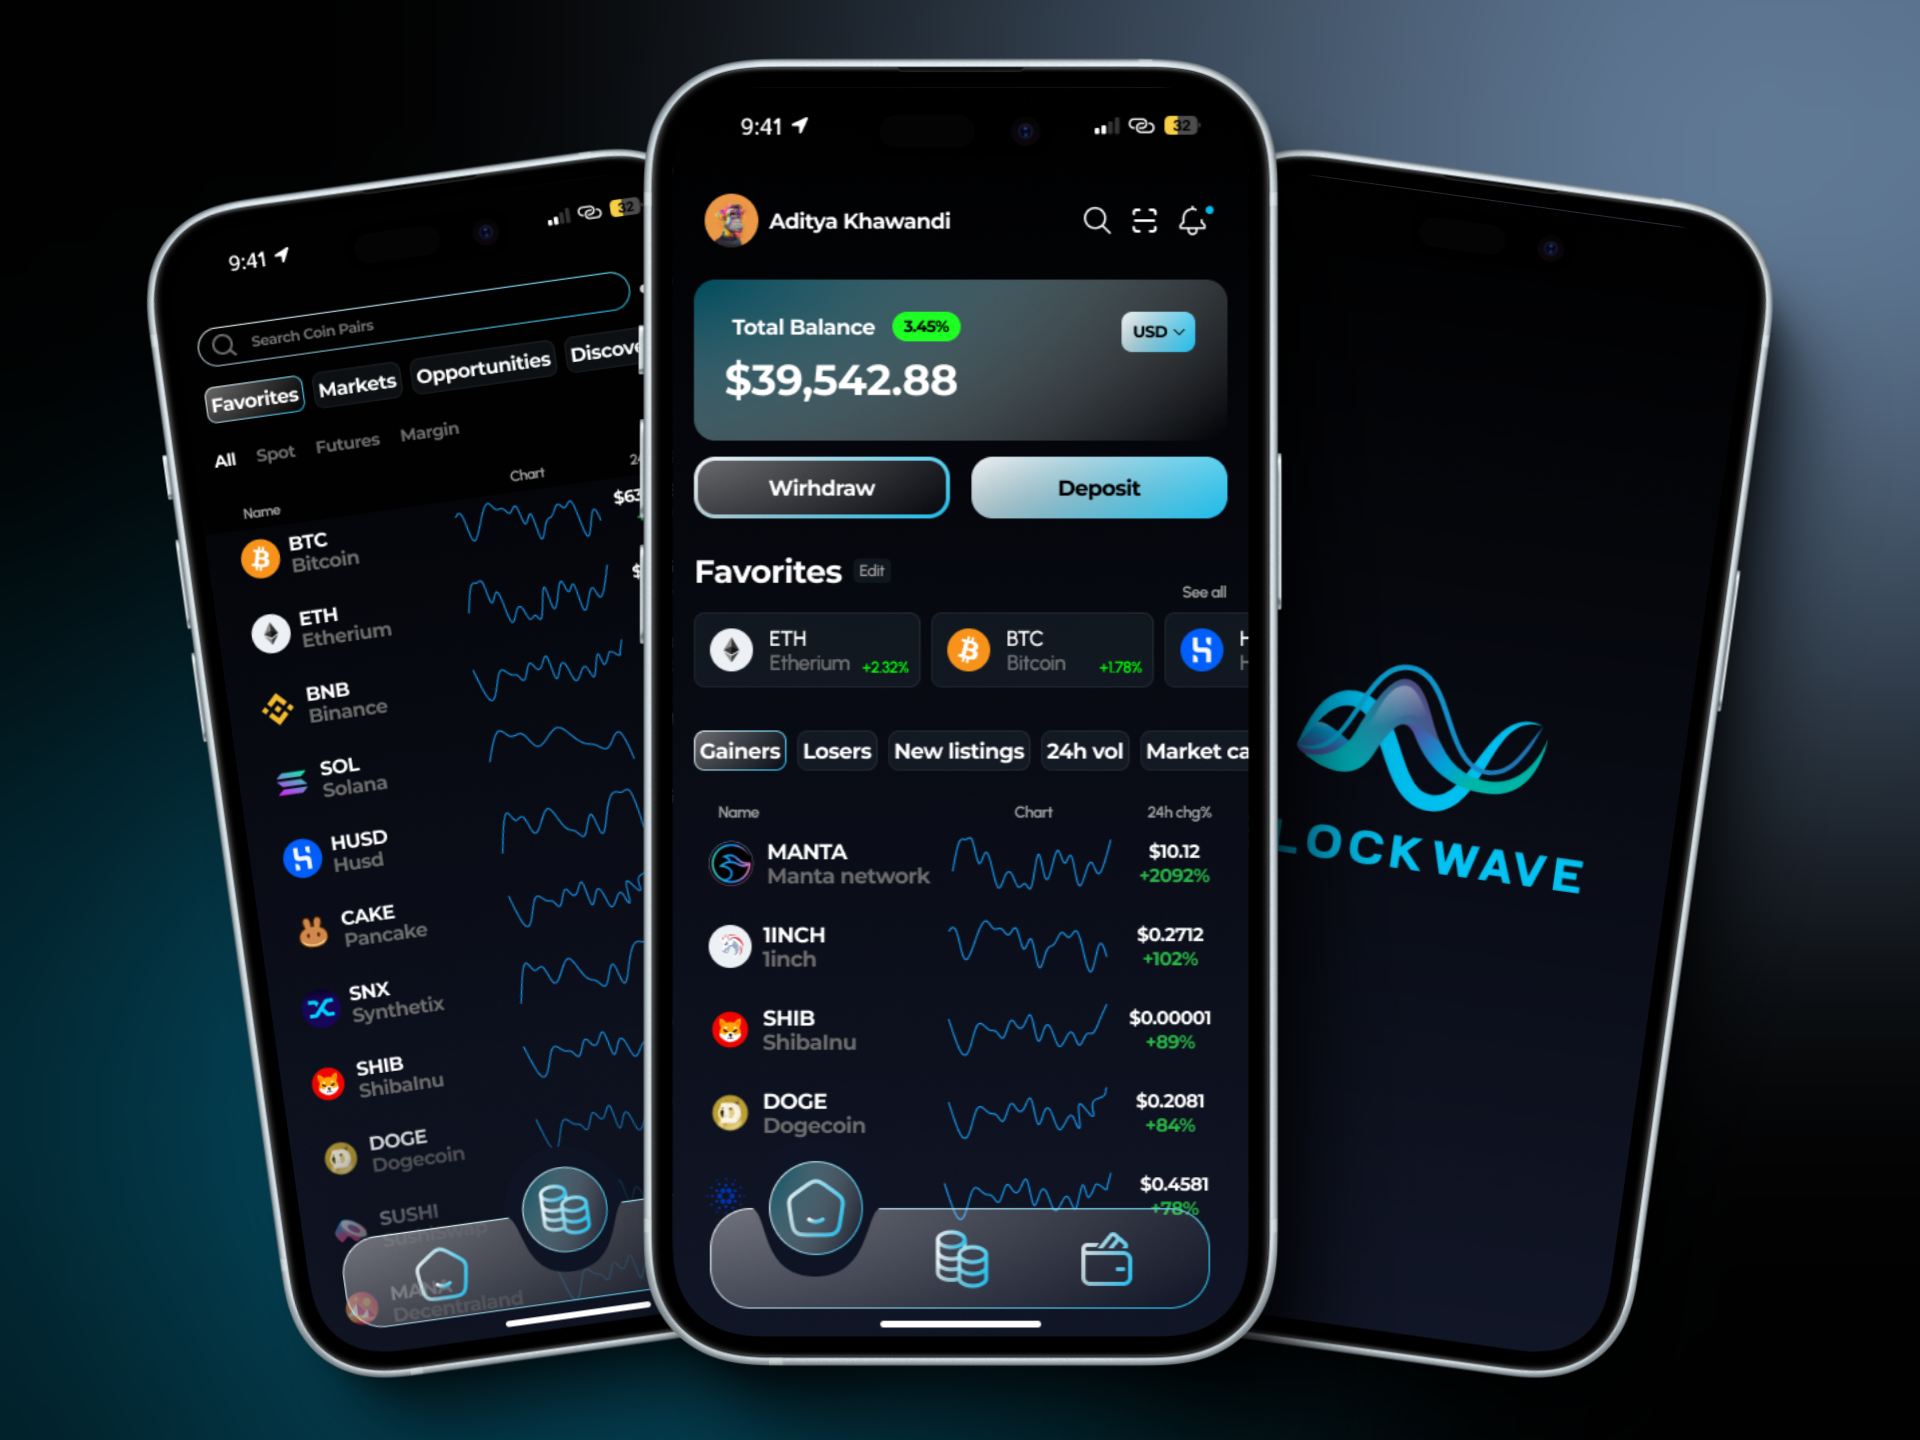 9:41
32
Search Coin Pairs
Favorites
Markets
Opportunities
Discove
All
Spot
Futures
Margin
Name
Chart
24
BTC
Bitcoin
$63
ETH
Etherium
$
BNB
Binance
SOL
Solana
HUSD
Husd
CAKE
Pancake
SNX
Synthetix
SHIB
ShibaInu
DOGE
Dogecoin
SUSHI
SushiSwap
MANA
Decentraland
9:41
32
Aditya Khawandi
Total Balance
3.45%
USD
$39,542.88
Wirhdraw
Deposit
Favorites
Edit
See all
ETH
Etherium
+2.32%
BTC
Bitcoin
+1.78%
H
H
Gainers
Losers
New listings
24h vol
Market ca
Name
Chart
24h chg%
MANTA
Manta network
$10.12
+2092%
1INCH
1inch
$0.2712
+102%
SHIB
ShibaInu
$0.00001
+89%
DOGE
Dogecoin
$0.2081
+84%
$0.4581
+78%
LOCKWAVE